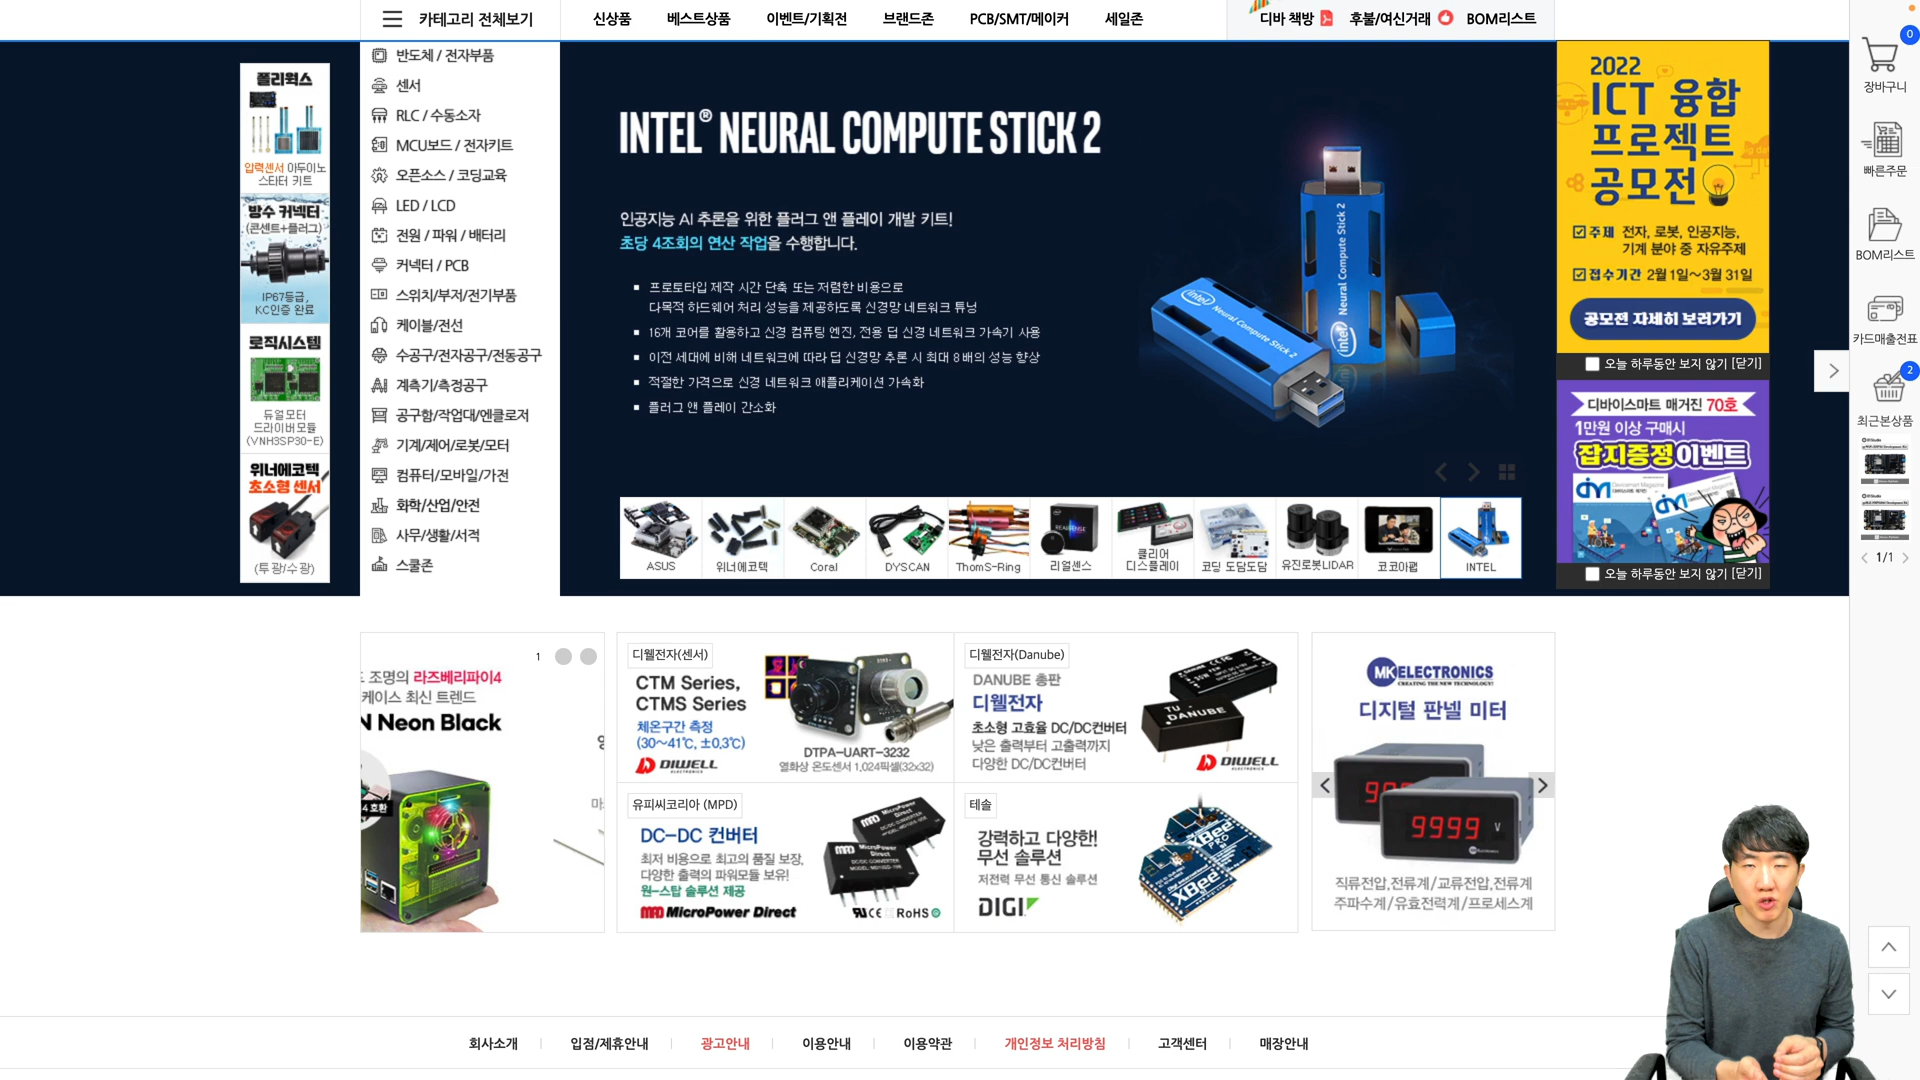 카테고리 전체보기
신상품
베스트상품
이벤트/기획전
브랜드존
PCB/SMT/메이커
세일존
디바 책방
후불/여신거래
BOM리스트
반도체 / 전자부품
센서
RLC / 수동소자
MCU보드 / 전자키트
오픈소스 / 코딩교육
LED / LCD
전원 / 파워 / 배터리
커넥터 / PCB
스위치/부저/전기부품
케이블/전선
수공구/전자공구/전동공구
계측기/측정공구
공구함/작업대/엔클로저
기계/제어/로봇/모터
컴퓨터/모바일/가전
화학/산업/안전
사무/생활/서적
스쿨존
플리웍스
압력센서 아두이노
스타터 키트
방수 커넥터
(콘센트+플러그)
IP67등급,
KC인증 완료
로직시스템
듀얼모터
드라이버모듈
(VNH3SP30-E)
위너에코텍
초소형 센서
(투광/수광)
INTEL® NEURAL COMPUTE STICK 2
인공지능 AI 추론을 위한 플러그 앤 플레이 개발 키트!
초당 4조회의 연산 작업을 수행합니다.
▪ 프로토타입 제작 시간 단축 또는 저렴한 비용으로
다목적 하드웨어 처리 성능을 제공하도록 신경망 네트워크 튜닝
▪ 16개 코어를 활용하고 신경 컴퓨팅 엔진, 전용 딥 신경 네트워크 가속기 사용
▪ 이전 세대에 비해 네트워크에 따라 딥 신경망 추론 시 최대 8배의 성능 향상
▪ 적절한 가격으로 신경 네트워크 애플리케이션 가속화
▪ 플러그 앤 플레이 간소화
intel Neural Compute Stick 2
intel Neural Compute Stick 2
ASUS
위너에코텍
Coral
DYSCAN
ThomS-Ring
리얼센스
클리어
디스플레이
코딩 도담도담
유진로봇LIDAR
코코아팹
INTEL
2022
ICT 융합
프로젝트
공모전
주제 전자, 로봇, 인공지능,
기계 분야 중 자유주제
접수기간 2월1일~3월31일
공모전 자세히 보러가기
오늘 하루동안 보지 않기 [닫기]
디바이스마트 매거진 70호
1만원 이상 구매시
잡지증정이벤트
오늘 하루동안 보지 않기 [닫기]
0
장바구니
빠른주문
BOM리스트
카드매출전표
2
최근본상품
1/1
1
조명의 라즈베리파이4
케이스 최신 트렌드
N Neon Black
4 호환
디웰전자(센서)
CTM Series,
CTMS Series
체온구간 측정
(30~41℃, ±0.3℃)
DIWELL
ELECTRONICS
DTPA-UART-3232
열화상 온도센서 1,024픽셀(32x32)
디웰전자(Danube)
DANUBE 총판
디웰전자
초소형 고효율 DC/DC컨버터
낮은 출력부터 고출력까지
다양한 DC/DC컨버터
DANUBE
DIWELL
ELECTRONICS
유피씨코리아 (MPD)
DC-DC 컨버터
최저 비용으로 최고의 품질 보장,
다양한 출력의 파워모듈 보유!
원-스탑 솔루션 제공
MicroPower Direct
CE RoHS
테솔
강력하고 다양한!
무선 솔루션
저전력 무선 통신 솔루션
DIGI
XBee PRO
XBee
MKELECTRONICS
CREATING THE NEW TECHNOLOGY!
디지털 판넬 미터
9999 V
직류전압,전류계/교류전압,전류계
주파수계/유효전력계/프로세스계
회사소개
입점/제휴안내
광고안내
이용안내
이용약관
개인정보 처리방침
고객센터
매장안내